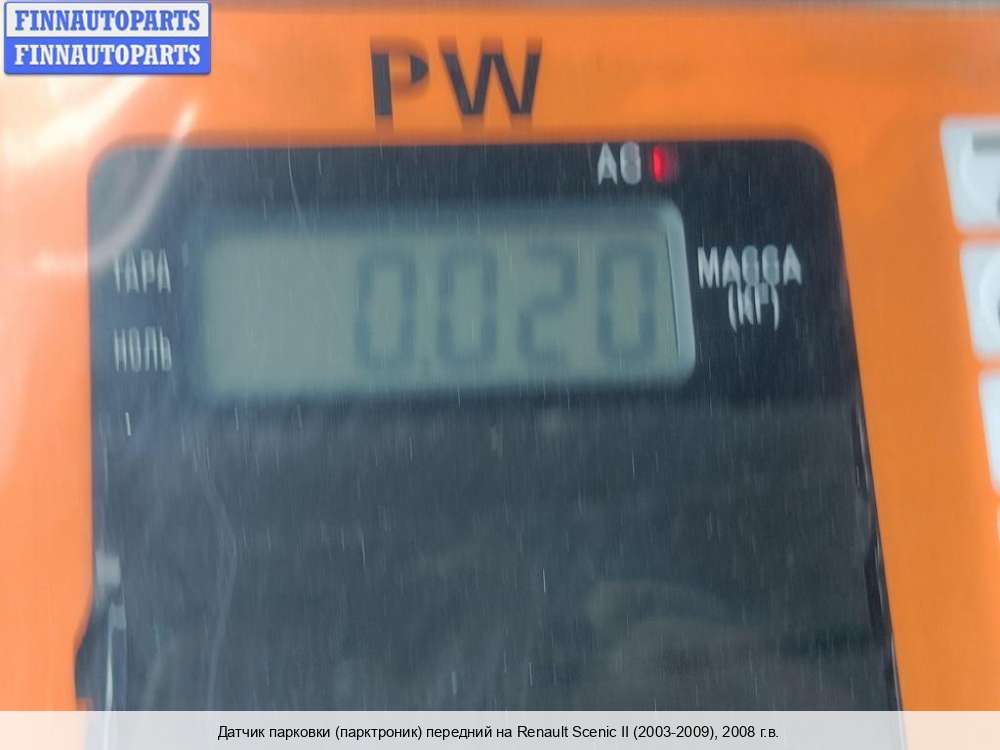 FINNAUTOPARTS
FINNAUTOPARTS
PW
AC
ТАРА
0.020
МАССА
(КГ)
НОЛЬ
Датчик парковки (парктроник) передний на Renault Scenic II (2003-2009), 2008 г.в.